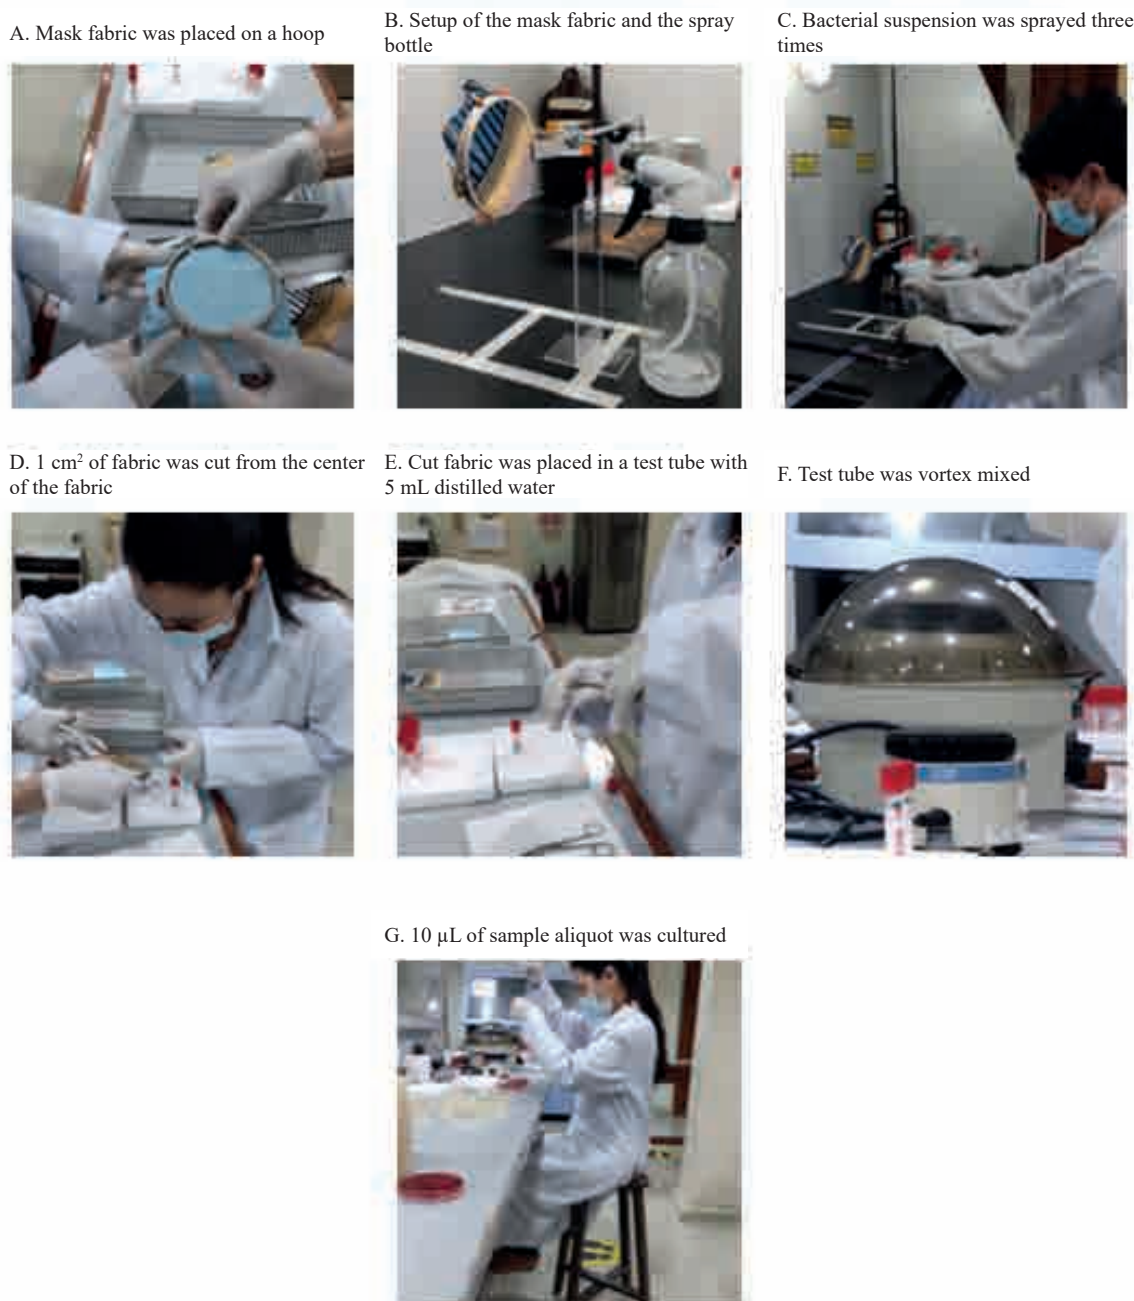 A. Mask fabric was placed on a hoop
B. Setup of the mask fabric and the spray
bottle
C. Bacterial suspension was sprayed three
times
D. 1 cm² of fabric was cut from the center
of the fabric
E. Cut fabric was placed in a test tube with
5 mL distilled water
F. Test tube was vortex mixed
G. 10 µL of sample aliquot was cultured